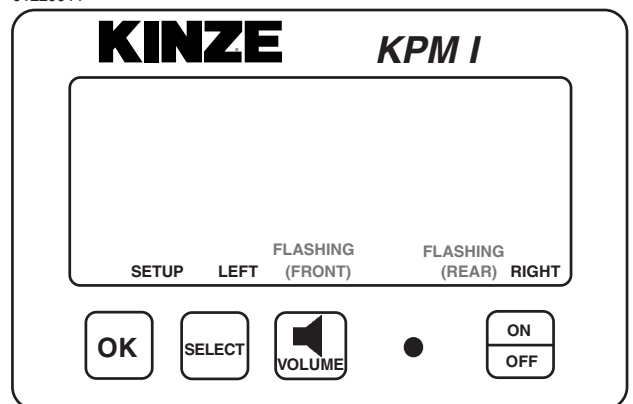 KINZE KPM I
FLASHING FLASHING
SETUP LEFT (FRONT) (REAR) RIGHT
OK SELECT VOLUME ON
OFF